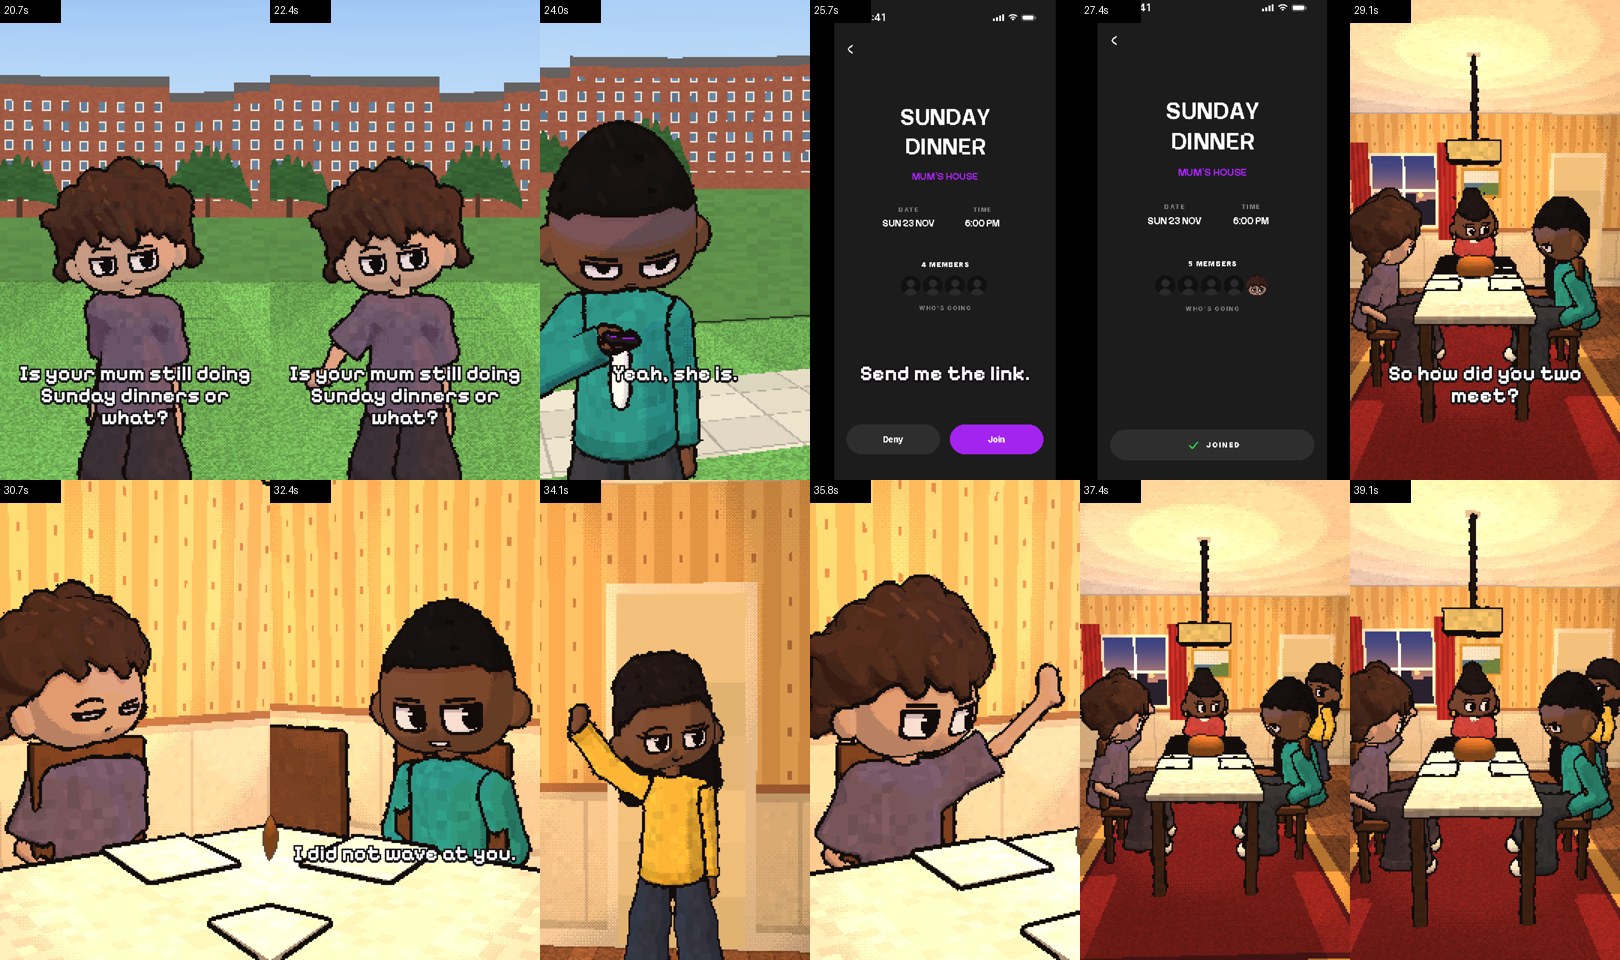 20.7s
Is your mum still doing
Sunday dinners or
what?
22.4s
Is your mum still doing
Sunday dinners or
what?
24.0s
Yeah, she is.
25.7s
:41
SUNDAY
DINNER
MUM'S HOUSE
DATE TIME
SUN 23 NOV 6:00 PM
4 MEMBERS
WHO'S GOING
Send me the link.
Deny Join
27.4s
41
SUNDAY
DINNER
MUM'S HOUSE
DATE TIME
SUN 23 NOV 6:00 PM
5 MEMBERS
WHO'S GOING
JOINED
29.1s
So how did you two
meet?
30.7s
32.4s
I did not wave at you.
34.1s
35.8s
37.4s
39.1s